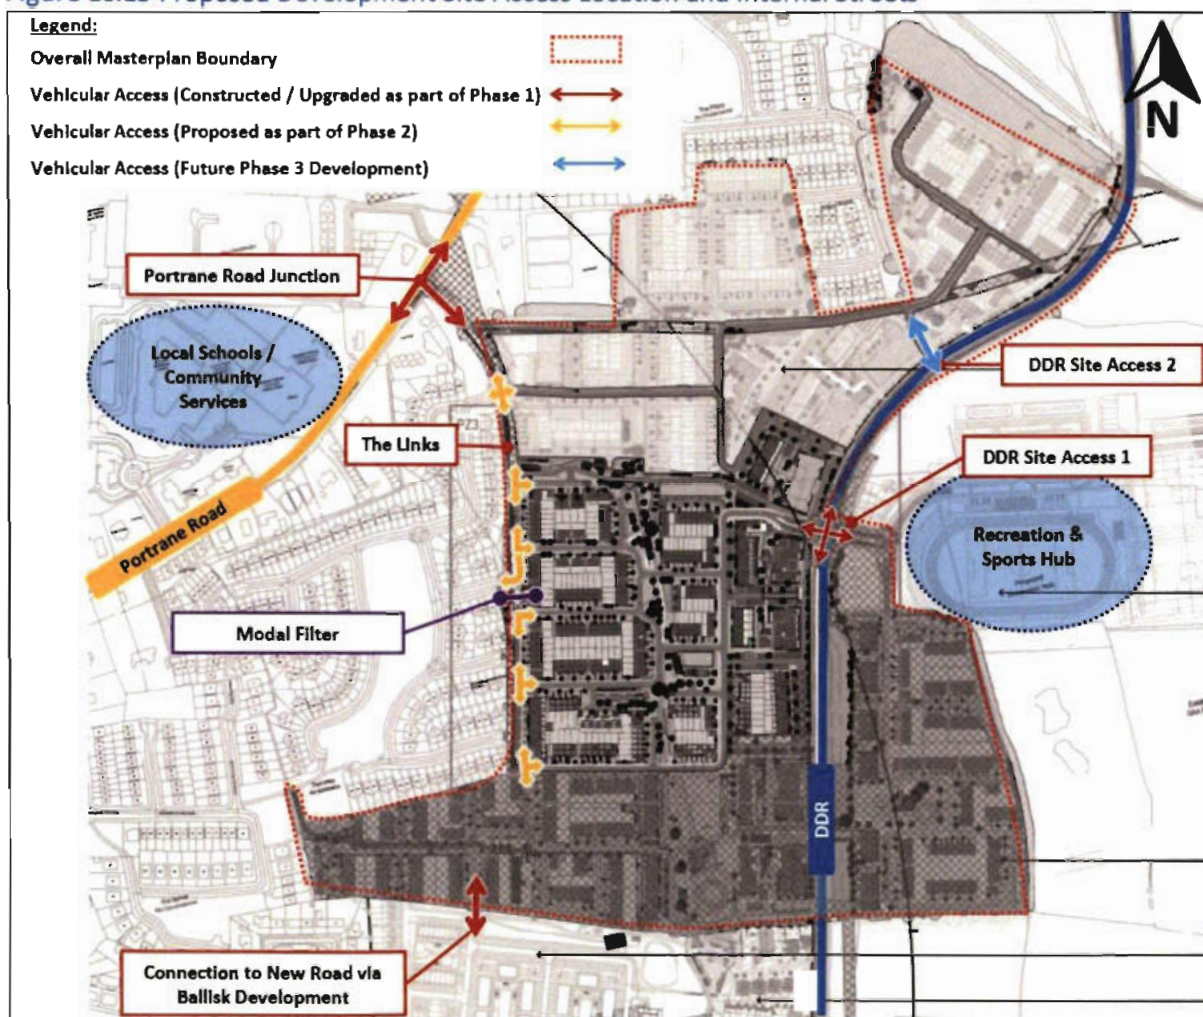 Legend:
Overall Masterplan Boundary
Vehicular Access (Constructed / Upgraded as part of Phase 1)
Vehicular Access (Proposed as part of Phase 2)
Vehicular Access (Future Phase 3 Development)
N
Portrane Road Junction
Local Schools /
Community
Services
DDR Site Access 2
The Links
PZ3
DDR Site Access 1
Portrane Road
Recreation &
Sports Hub
Modal Filter
DDR
Connection to New Road via
Ballisk Development